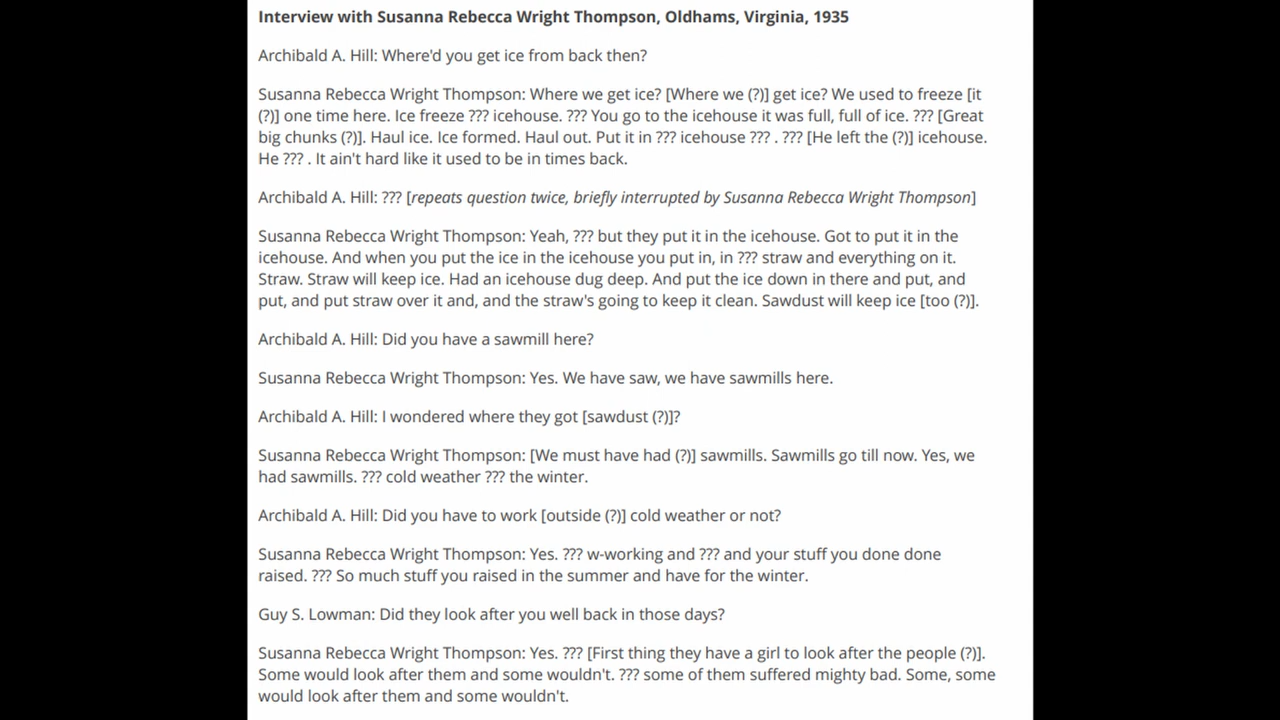 Interview with Susanna Rebecca Wright Thompson, Oldhams, Virginia, 1935
Archibald A. Hill: Where'd you get ice from back then?
Susanna Rebecca Wright Thompson: Where we get ice? [Where we (?)] get ice? We used to freeze [it
(?)] one time here. Ice freeze ??? icehouse. ??? You go to the icehouse it was full, full of ice. ??? [Great
big chunks (?)]. Haul ice. Ice formed. Haul out. Put it in ??? icehouse ??? . ??? [He left the (?)] icehouse.
He ??? . It ain't hard like it used to be in times back.
Archibald A. Hill: ??? [repeats question twice, briefly interrupted by Susanna Rebecca Wright Thompson]
Susanna Rebecca Wright Thompson: Yeah, ??? but they put it in the icehouse. Got to put it in the
icehouse. And when you put the ice in the icehouse you put in, in ??? straw and everything on it.
Straw. Straw will keep ice. Had an icehouse dug deep. And put the ice down in there and put, and
put, and put straw over it and, and the straw's going to keep it clean. Sawdust will keep ice [too (?)].
Archibald A. Hill: Did you have a sawmill here?
Susanna Rebecca Wright Thompson: Yes. We have saw, we have sawmills here.
Archibald A. Hill: I wondered where they got [sawdust (?)]?
Susanna Rebecca Wright Thompson: [We must have had (?)] sawmills. Sawmills go till now. Yes, we
had sawmills. ??? cold weather ??? the winter.
Archibald A. Hill: Did you have to work [outside (?)] cold weather or not?
Susanna Rebecca Wright Thompson: Yes. ??? w-working and ??? and your stuff you done done
raised. ??? So much stuff you raised in the summer and have for the winter.
Guy S. Lowman: Did they look after you well back in those days?
Susanna Rebecca Wright Thompson: Yes. ??? [First thing they have a girl to look after the people (?)].
Some would look after them and some wouldn't. ??? some of them suffered mighty bad. Some, some
would look after them and some wouldn't.